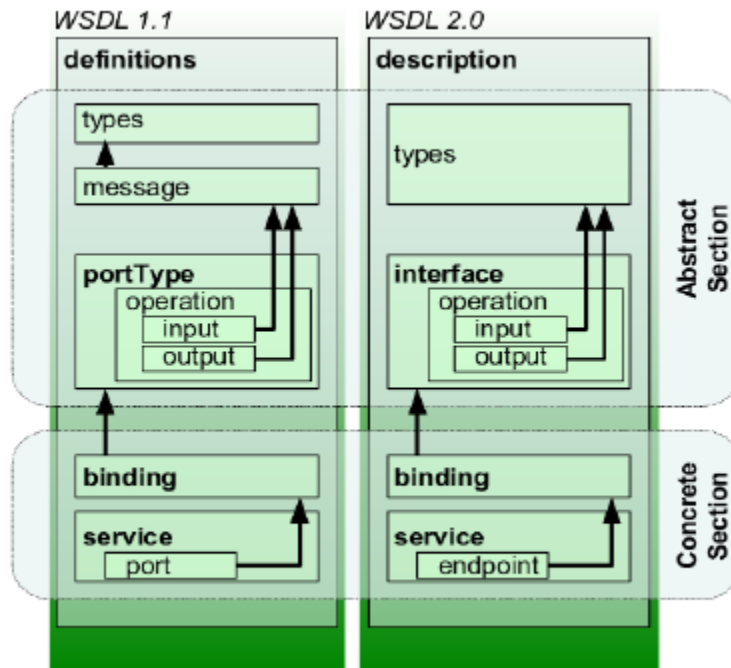 WSDL 1.1
definitions
types
message
portType
operation
input
output
binding
service
port
WSDL 2.0
description
types
interface
operation
input
output
binding
service
endpoint
Abstract
Section
Concrete
Section